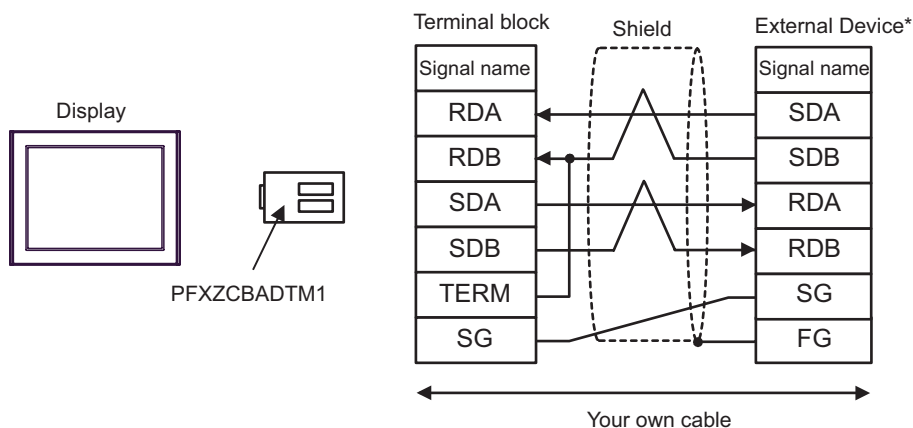 Display
PFXZCBADTM1
Terminal block
Shield
External Device*
Signal name
Signal name
RDA
SDA
RDB
SDB
SDA
RDA
SDB
RDB
TERM
SG
SG
FG
Your own cable